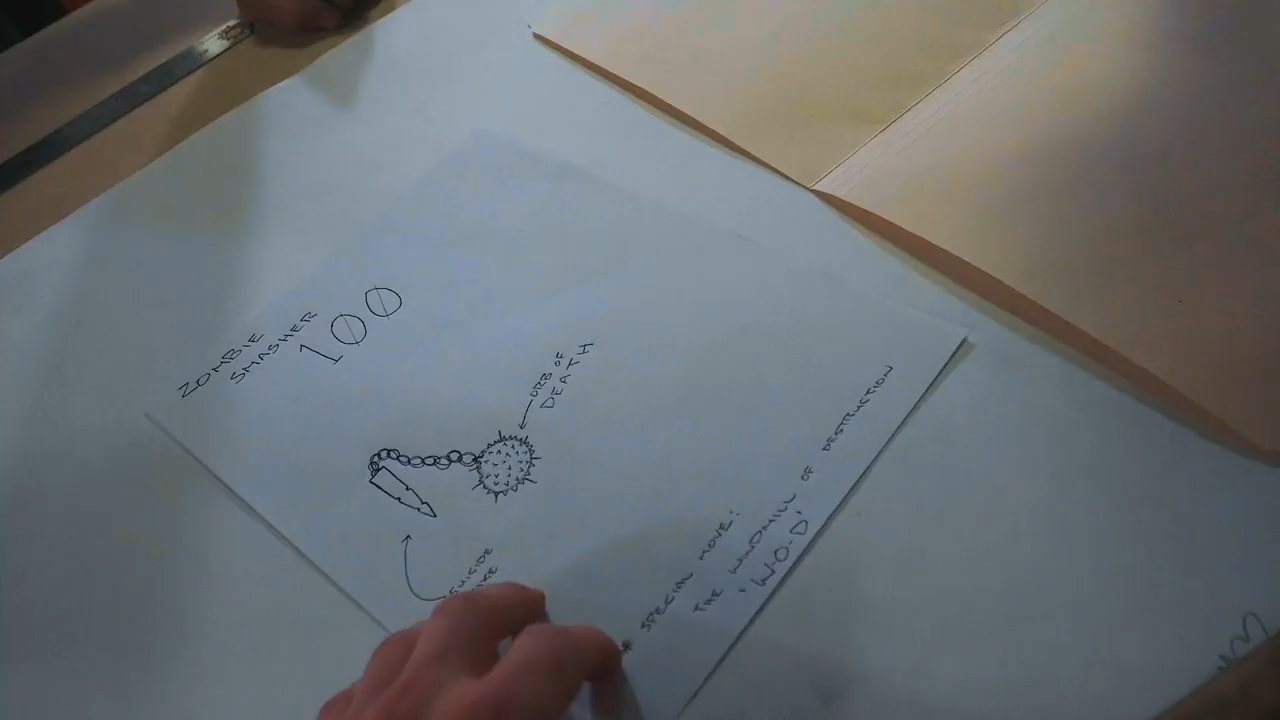 ZOMBIE
SMASHER
100
ORB OF
DEATH
SUICIDE
* SPECIAL MOVE:
THE WINDMILL OF DESTRUCTION
'W-O-D'